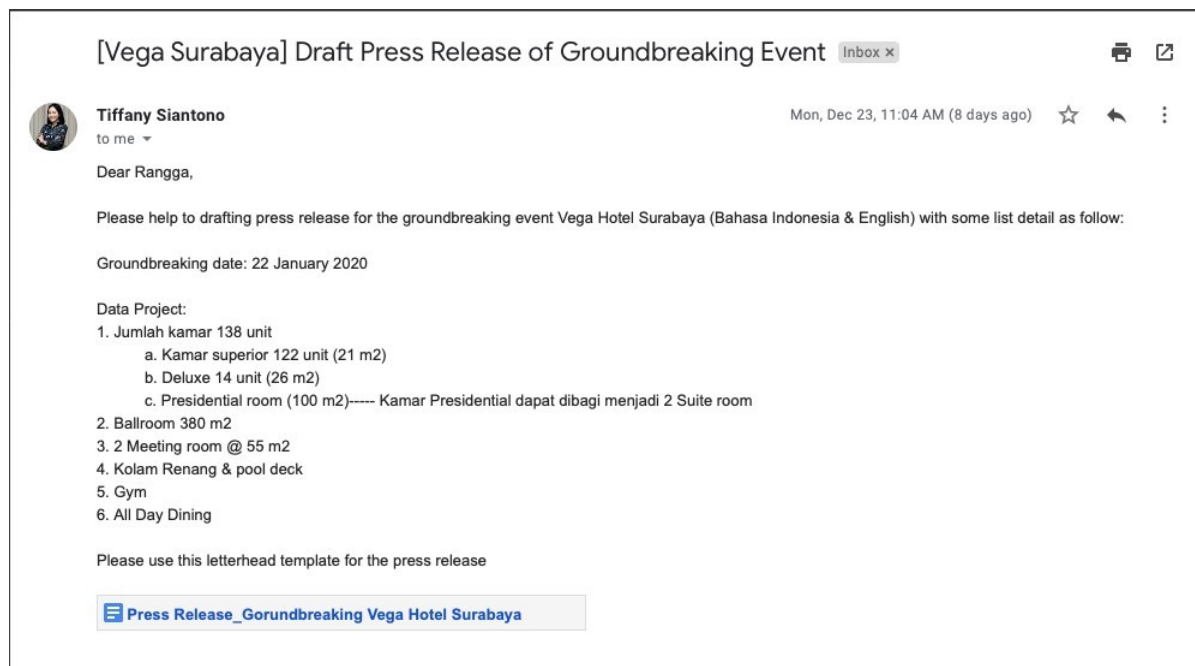 [Vega Surabaya] Draft Press Release of Groundbreaking Event Inbox ×
Tiffany Siantono
Mon, Dec 23, 11:04 AM (8 days ago)
to me
Dear Rangga,
Please help to drafting press release for the groundbreaking event Vega Hotel Surabaya (Bahasa Indonesia & English) with some list detail as follow:
Groundbreaking date: 22 January 2020
Data Project:
1. Jumlah kamar 138 unit
a. Kamar superior 122 unit (21 m2)
b. Deluxe 14 unit (26 m2)
c. Presidential room (100 m2)----- Kamar Presidential dapat dibagi menjadi 2 Suite room
2. Ballroom 380 m2
3. 2 Meeting room @ 55 m2
4. Kolam Renang & pool deck
5. Gym
6. All Day Dining
Please use this letterhead template for the press release
Press Release_Gorundbreaking Vega Hotel Surabaya